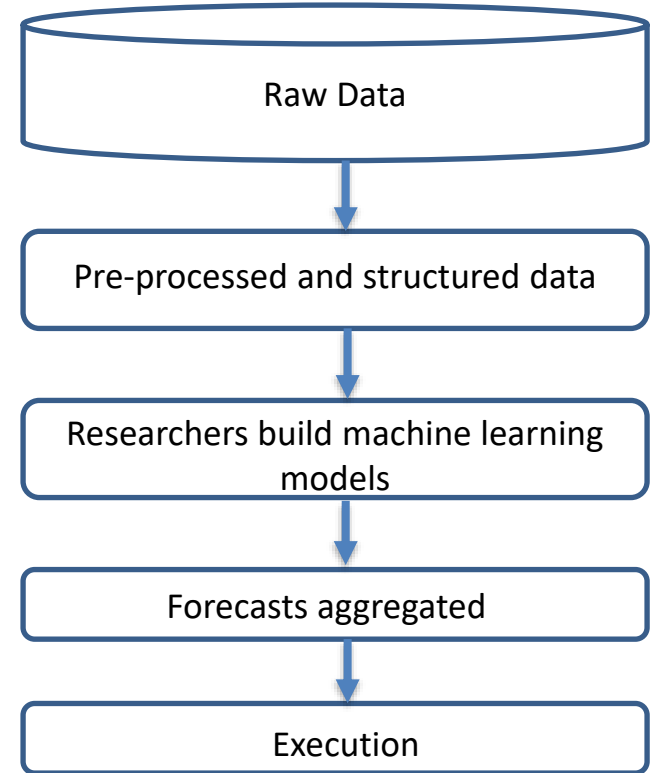 Raw Data
Pre-processed and structured data
Researchers build machine learning
models
Forecasts aggregated
Execution